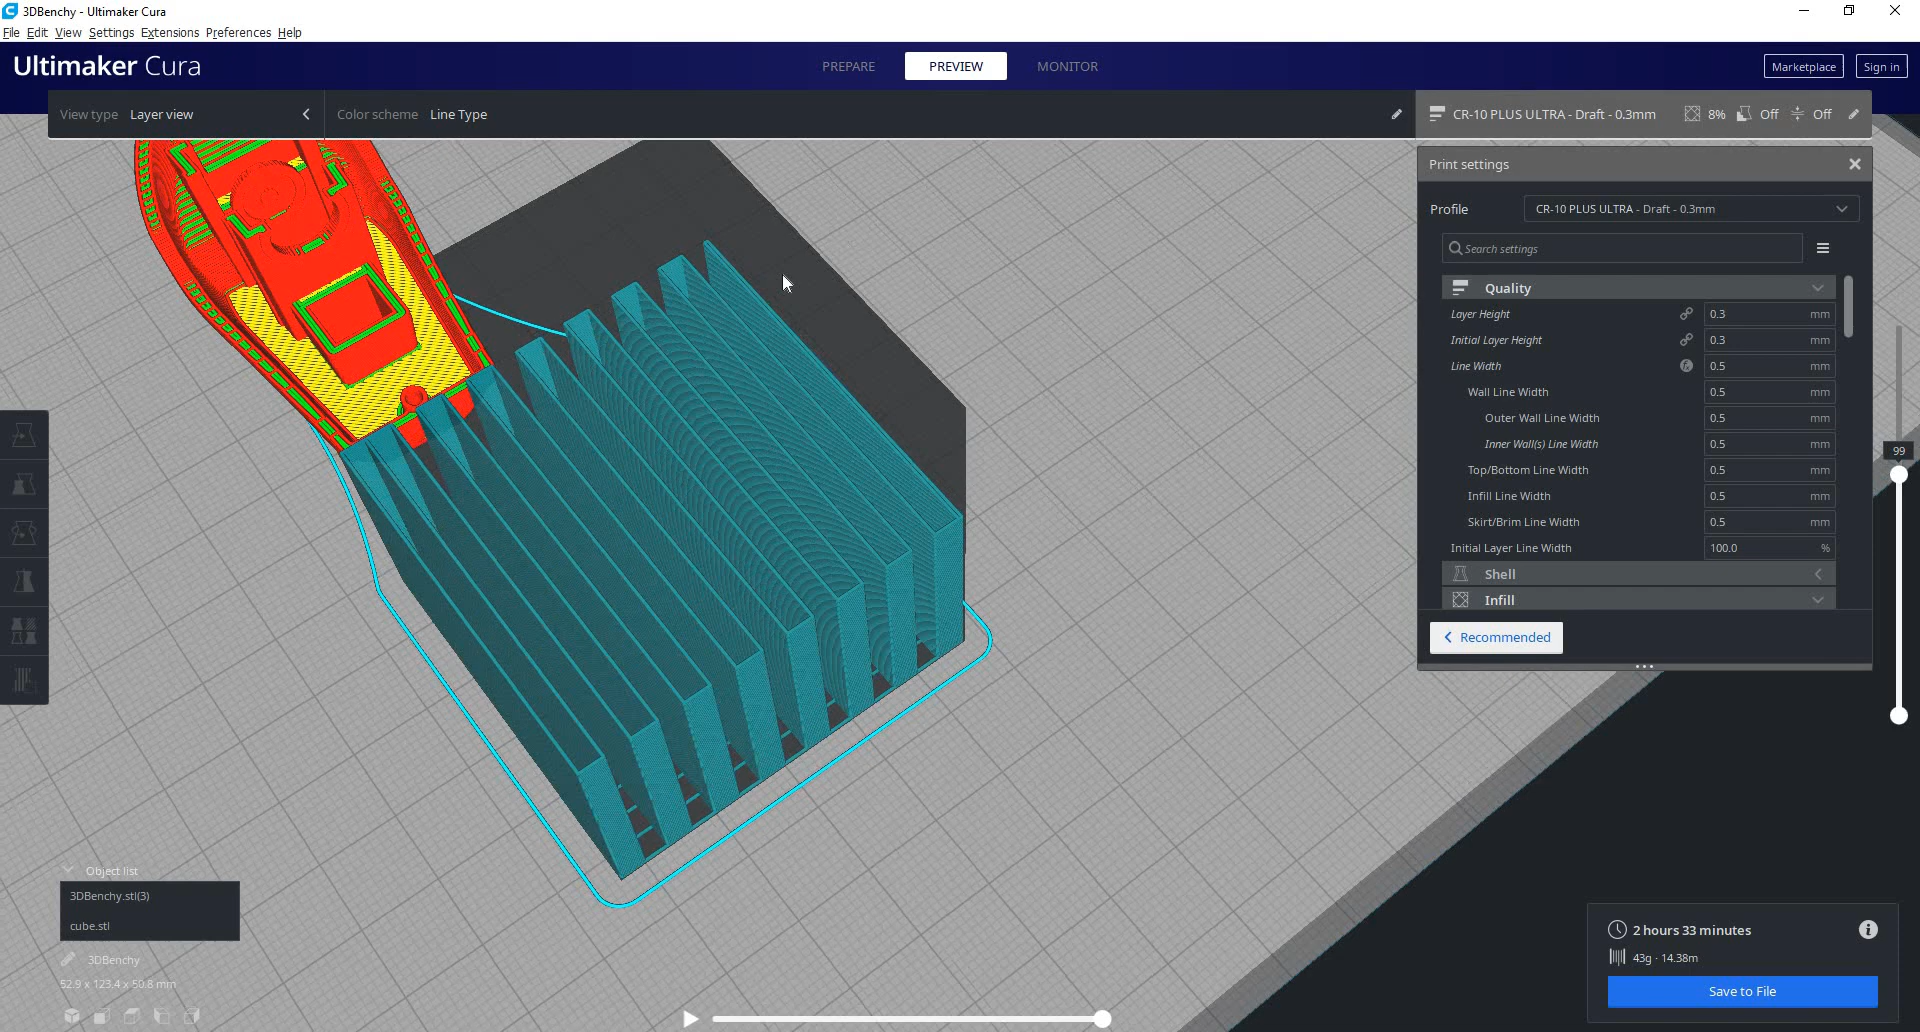 3DBenchy - Ultimaker Cura
File Edit View Settings Extensions Preferences Help
Ultimaker Cura
PREPARE
PREVIEW
MONITOR
Marketplace
Sign in
View type Layer view
Color scheme Line Type
CR-10 PLUS ULTRA - Draft - 0.3mm 8% Off Off
Print settings
Profile CR-10 PLUS ULTRA - Draft - 0.3mm
Search settings
Quality
Layer Height 0.3 mm
Initial Layer Height 0.3 mm
Line Width 0.5 mm
Wall Line Width 0.5 mm
Outer Wall Line Width 0.5 mm
Inner Wall(s) Line Width 0.5 mm
Top/Bottom Line Width 0.5 mm
Infill Line Width 0.5 mm
Skirt/Brim Line Width 0.5 mm
Initial Layer Line Width 100.0 %
Shell
Infill
Recommended
99
Object list
3DBenchy.stl(3)
cube.stl
3DBenchy
52.9 x 123.4 x 50.8 mm
2 hours 33 minutes
43g · 14.38m
Save to File